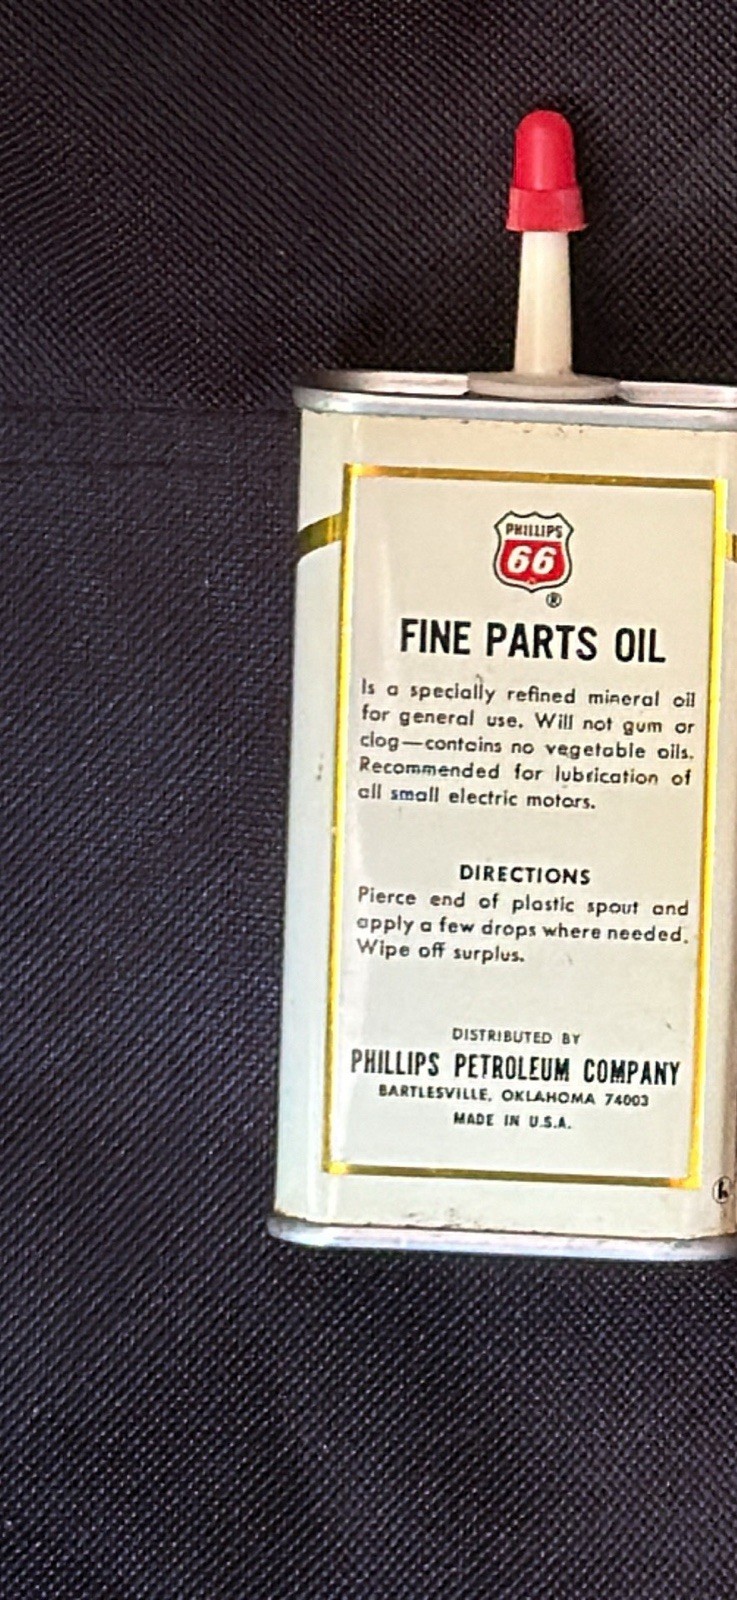 PHILLIPS
66
®
FINE PARTS OIL
Is a specially refined mineral oil
for general use. Will not gum or
clog—contains no vegetable oils.
Recommended for lubrication of
all small electric motors.
DIRECTIONS
Pierce end of plastic spout and
apply a few drops where needed.
Wipe off surplus.
DISTRIBUTED BY
PHILLIPS PETROLEUM COMPANY
BARTLESVILLE, OKLAHOMA 74003
MADE IN U.S.A.